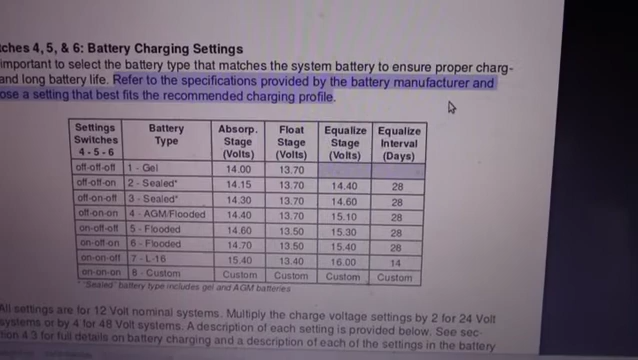 ches 4, 5, & 6: Battery Charging Settings
important to select the battery type that matches the system battery to ensure proper charg-
and long battery life. Refer to the specifications provided by the battery manufacturer and
ose a setting that best fits the recommended charging profile.
Settings Switches 4 - 5 - 6 Battery Type Absorp. Stage (Volts) Float Stage (Volts) Equalize Stage (Volts) Equalize Interval (Days)
off-off-off 1 - Gel 14.00 13.70
off-off-on 2 - Sealed* 14.15 13.70 14.40 28
off-on-off 3 - Sealed* 14.30 13.70 14.60 28
off-on-on 4 - AGM/Flooded 14.40 13.70 15.10 28
on-off-off 5 - Flooded 14.60 13.50 15.30 28
on-off-on 6 - Flooded 14.70 13.50 15.40 28
on-on-off 7 - L-16 15.40 13.40 16.00 14
on-on-on 8 - Custom Custom Custom Custom Custom
* "Sealed" battery type includes gel and AGM batteries
All settings are for 12 Volt nominal systems. Multiply the charge voltage settings by 2 for 24 Volt
systems or by 4 for 48 Volt systems. A description of each setting is provided below. See sec-
tion 4.3 for full details on battery charging and a description of each of the settings in the battery